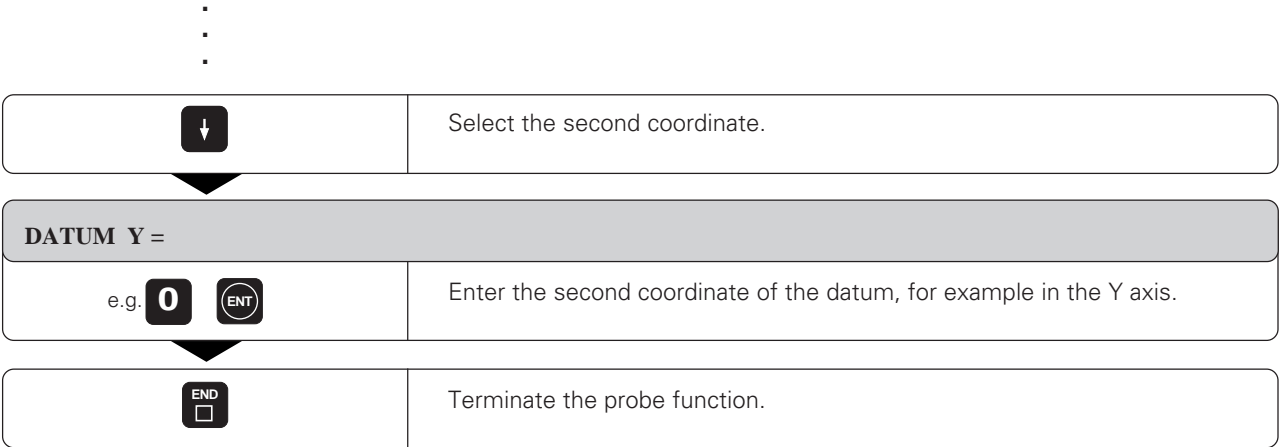 .
.
.
Select the second coordinate.
DATUM Y =
e.g. 0 ENT
Enter the second coordinate of the datum, for example in the Y axis.
END
Terminate the probe function.